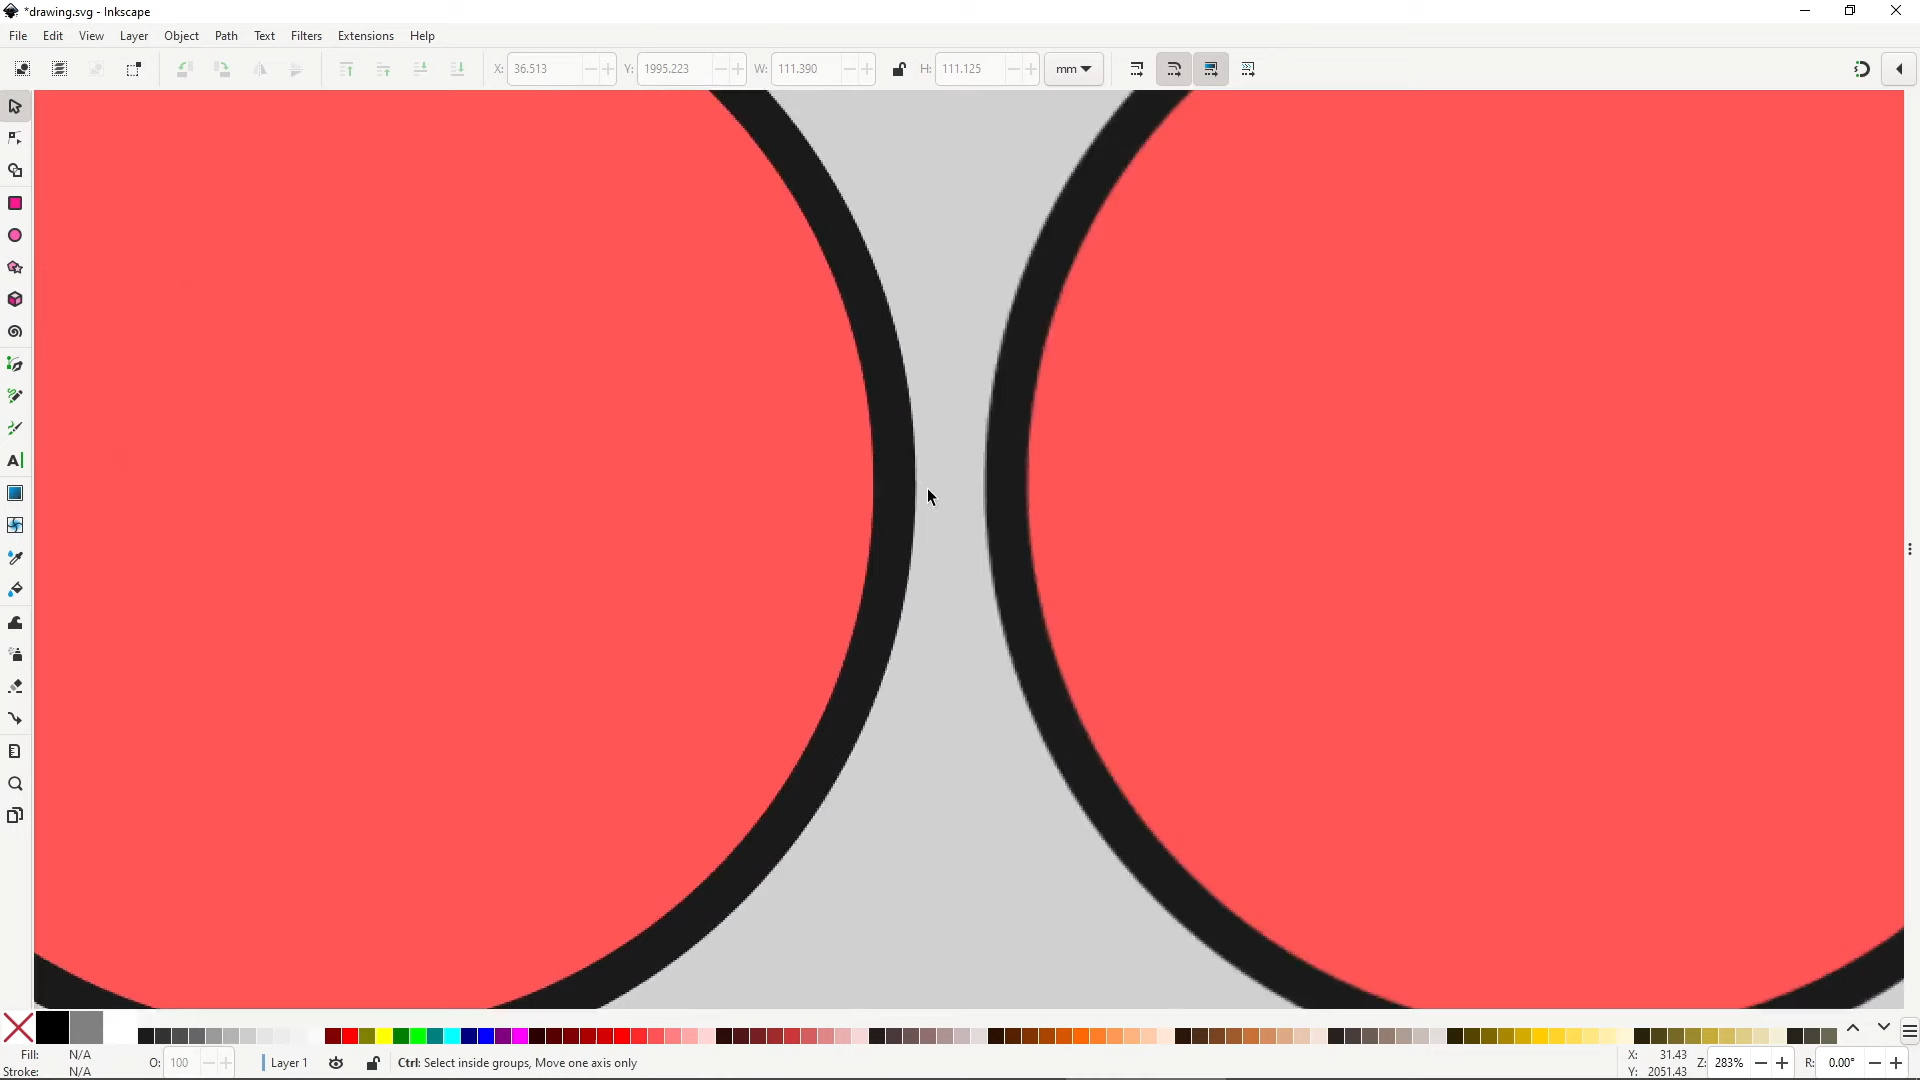 *drawing.svg - Inkscape
File Edit View Layer Object Path Text Filters Extensions Help
X: 36.513 Y: 1995.223 W: 111.390 H: 111.125 mm
A
Fill: N/A O: 100 Layer 1 Ctrl: Select inside groups, Move one axis only X: 31.43 Z: 283% R: 0.00°
Stroke: N/A Y: 2051.43